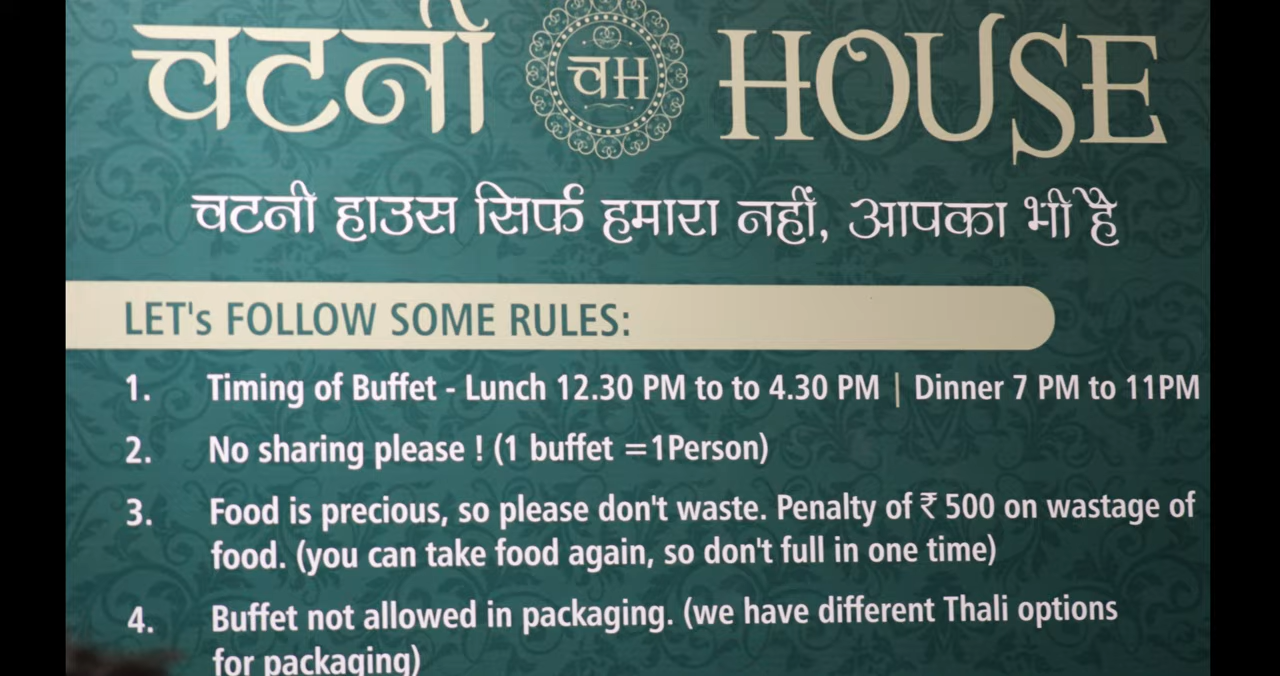 चटनी चH HOUSE
चटनी हाउस सिर्फ हमारा नहीं, आपका भी है
LET's FOLLOW SOME RULES:
1. Timing of Buffet - Lunch 12.30 PM to to 4.30 PM | Dinner 7 PM to 11PM
2. No sharing please ! (1 buffet =1Person)
3. Food is precious, so please don't waste. Penalty of ₹ 500 on wastage of
food. (you can take food again, so don't full in one time)
4. Buffet not allowed in packaging. (we have different Thali options
for packaging)